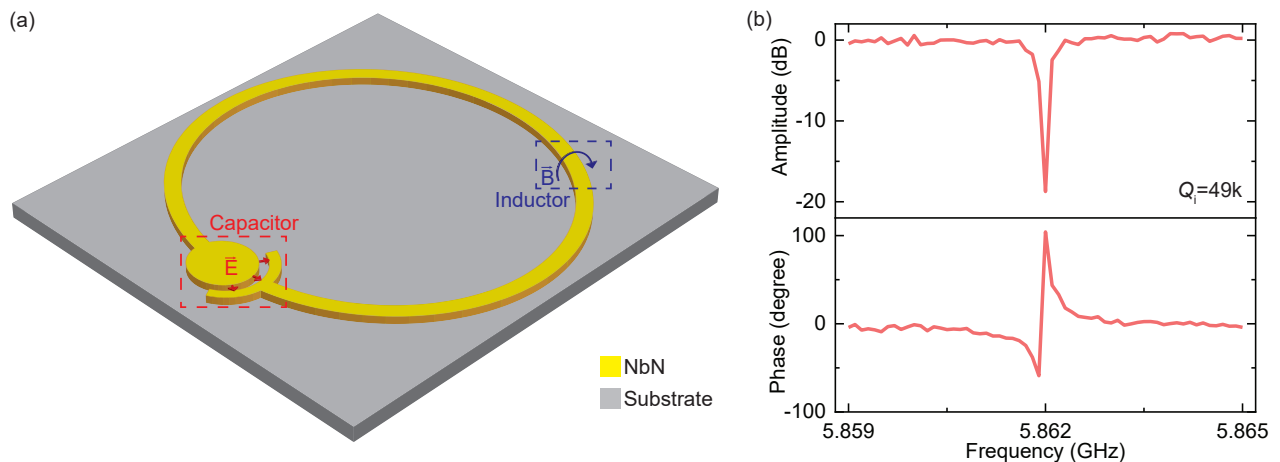 (a)
B⃗
Inductor
Capacitor
E⃗
NbN
Substrate
(b)
Amplitude (dB)
0
-10
-20
Qi=49k
Phase (degree)
100
0
-100
5.859
5.862
5.865
Frequency (GHz)